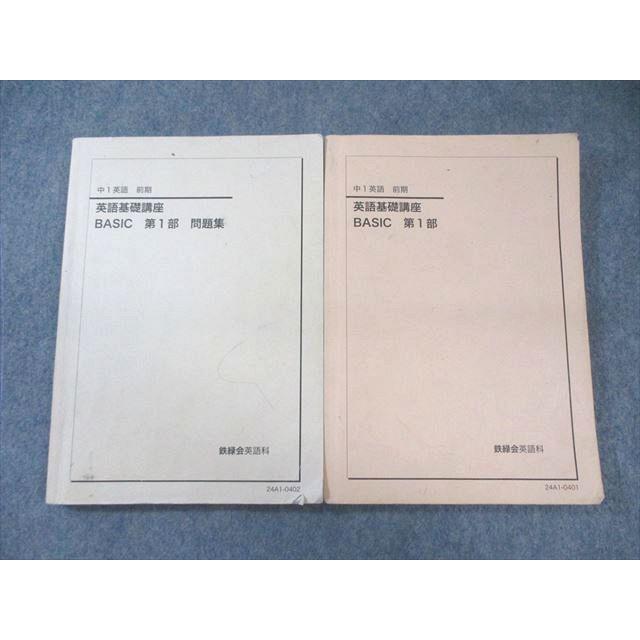 中1英語 前期
英語基礎講座
BASIC 第1部 問題集
鉄緑会英語科
24A1-0402
中1英語 前期
英語基礎講座
BASIC 第1部
鉄緑会英語科
24A1-0401